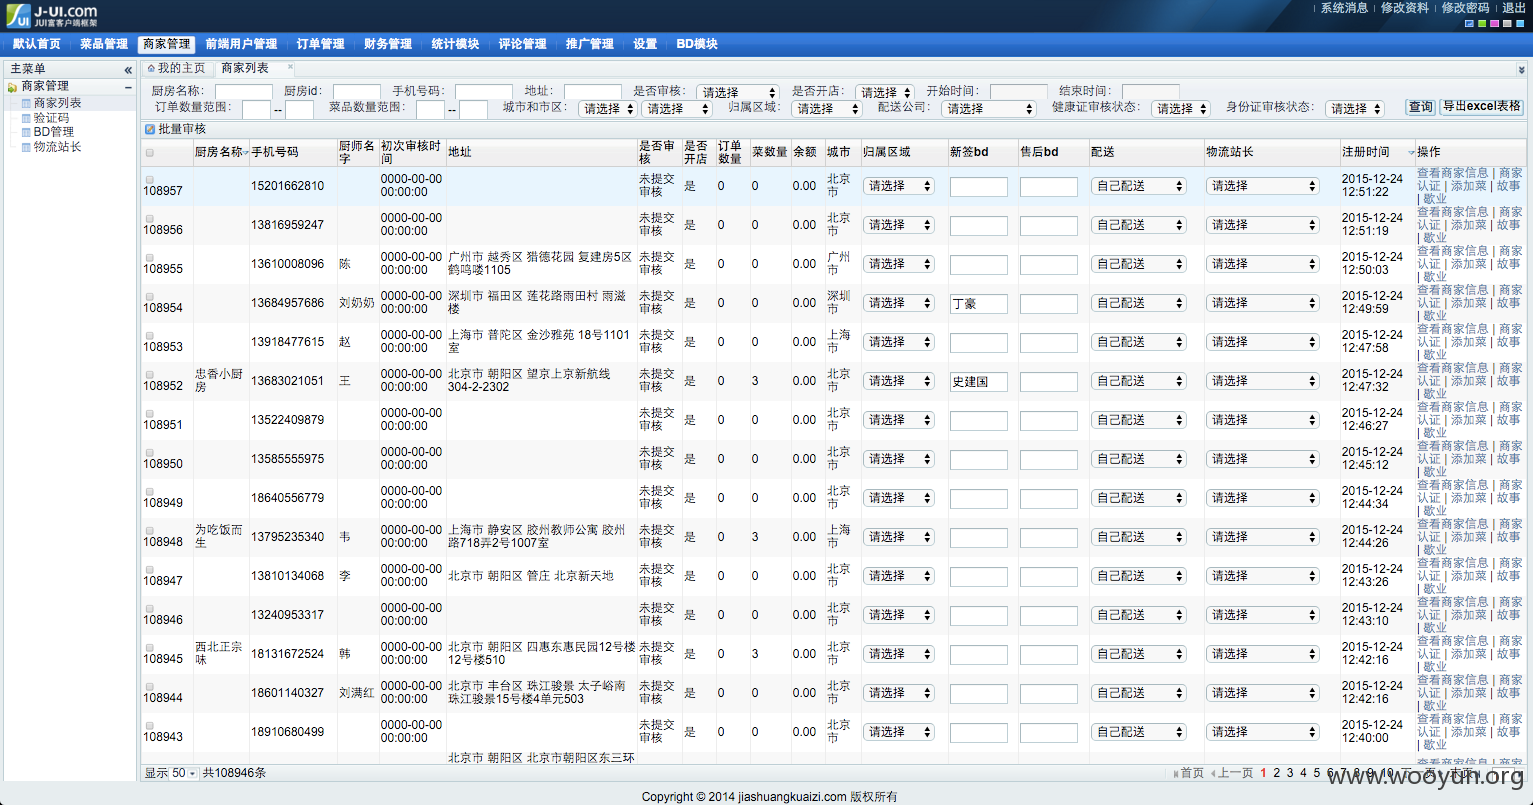 J-UI.com
JUI富客户端框架
系统消息 | 修改资料 | 修改密码 | 退出
默认首页 菜品管理 商家管理 前端用户管理 订单管理 财务管理 统计模块 评论管理 推广管理 设置 BD模块
主菜单
商家管理
商家列表
验证码
BD管理
物流站长
我的主页 商家列表
厨房名称: 厨房id: 手机号码: 地址: 是否审核: 请选择 是否开店: 请选择 开始时间: 结束时间:
订单数量范围: -- 菜品数量范围: -- 城市和市区: 请选择 请选择 归属区域: 请选择 配送公司: 请选择 健康证审核状态: 请选择 身份证审核状态: 请选择 查询 导出excel表格
批量审核
厨房名称 手机号码 厨师名字 初次审核时间 地址 是否审核 是否开店 订单数量 菜数量 余额 城市 归属区域 新签bd 售后bd 配送 物流站长 注册时间 操作
108957 15201662810 0000-00-00 00:00:00 未提交审核 是 0 0 0.00 北京市 请选择 自己配送 请选择 2015-12-24 12:51:22 查看商家信息 | 商家认证 | 添加菜 | 故事 | 歇业
108956 13816959247 0000-00-00 00:00:00 未提交审核 是 0 0 0.00 北京市 请选择 自己配送 请选择 2015-12-24 12:51:19 查看商家信息 | 商家认证 | 添加菜 | 故事 | 歇业
108955 13610008096 陈 0000-00-00 00:00:00 广州市 越秀区 猎德花园 复建房5区鹤鸣喽1105 未提交审核 是 0 0 0.00 广州市 请选择 自己配送 请选择 2015-12-24 12:50:03 查看商家信息 | 商家认证 | 添加菜 | 故事 | 歇业
108954 13684957686 刘奶奶 0000-00-00 00:00:00 深圳市 福田区 莲花路雨田村 雨滋楼 未提交审核 是 0 0 0.00 深圳市 请选择 丁豪 自己配送 请选择 2015-12-24 12:49:59 查看商家信息 | 商家认证 | 添加菜 | 故事 | 歇业
108953 13918477615 赵 0000-00-00 00:00:00 上海市 普陀区 金沙雅苑 18号1101室 未提交审核 是 0 0 0.00 上海市 请选择 自己配送 请选择 2015-12-24 12:47:58 查看商家信息 | 商家认证 | 添加菜 | 故事 | 歇业
108952 忠香小厨房 13683021051 王 0000-00-00 00:00:00 北京市 朝阳区 望京上京新航线 304-2-2302 未提交审核 是 0 3 0.00 北京市 请选择 史建国 自己配送 请选择 2015-12-24 12:47:32 查看商家信息 | 商家认证 | 添加菜 | 故事 | 歇业
108951 13522409879 0000-00-00 00:00:00 未提交审核 是 0 0 0.00 北京市 请选择 自己配送 请选择 2015-12-24 12:46:27 查看商家信息 | 商家认证 | 添加菜 | 故事 | 歇业
108950 13585555975 0000-00-00 00:00:00 未提交审核 是 0 0 0.00 北京市 请选择 自己配送 请选择 2015-12-24 12:45:12 查看商家信息 | 商家认证 | 添加菜 | 故事 | 歇业
108949 18640556779 0000-00-00 00:00:00 未提交审核 是 0 0 0.00 北京市 请选择 自己配送 请选择 2015-12-24 12:44:34 查看商家信息 | 商家认证 | 添加菜 | 故事 | 歇业
108948 为吃饭而生 13795235340 韦 0000-00-00 00:00:00 上海市 静安区 胶州教师公寓 胶州路718弄2号1007室 未提交审核 是 0 3 0.00 上海市 请选择 自己配送 请选择 2015-12-24 12:44:26 查看商家信息 | 商家认证 | 添加菜 | 故事 | 歇业
108947 13810134068 李 0000-00-00 00:00:00 北京市 朝阳区 管庄 北京新天地 未提交审核 是 0 0 0.00 北京市 请选择 自己配送 请选择 2015-12-24 12:43:26 查看商家信息 | 商家认证 | 添加菜 | 故事 | 歇业
108946 13240953317 0000-00-00 00:00:00 未提交审核 是 0 0 0.00 北京市 请选择 自己配送 请选择 2015-12-24 12:43:10 查看商家信息 | 商家认证 | 添加菜 | 故事 | 歇业
108945 西北正宗味 18131672524 韩 0000-00-00 00:00:00 北京市 朝阳区 四惠东惠民园12号楼12号楼510 未提交审核 是 0 3 0.00 北京市 请选择 自己配送 请选择 2015-12-24 12:42:16 查看商家信息 | 商家认证 | 添加菜 | 故事 | 歇业
108944 18601140327 刘满红 0000-00-00 00:00:00 北京市 丰台区 珠江骏景 太子峪南珠江骏景15号楼4单元503 未提交审核 是 0 0 0.00 北京市 请选择 自己配送 请选择 2015-12-24 12:42:16 查看商家信息 | 商家认证 | 添加菜 | 故事 | 歇业
108943 18910680499 0000-00-00 00:00:00 未提交审核 是 0 0 0.00 北京市 请选择 自己配送 请选择 2015-12-24 12:40:00 查看商家信息 | 商家认证 | 添加菜 | 故事 | 歇业
北京市 朝阳区 北京市朝阳区东三环
显示 50 共108946条 首页 上一页 1 2 3 4 5 6 7 8 9 10 下一页 末页
www.wooyun.org
Copyright © 2014 jiashuangkuaizi.com 版权所有